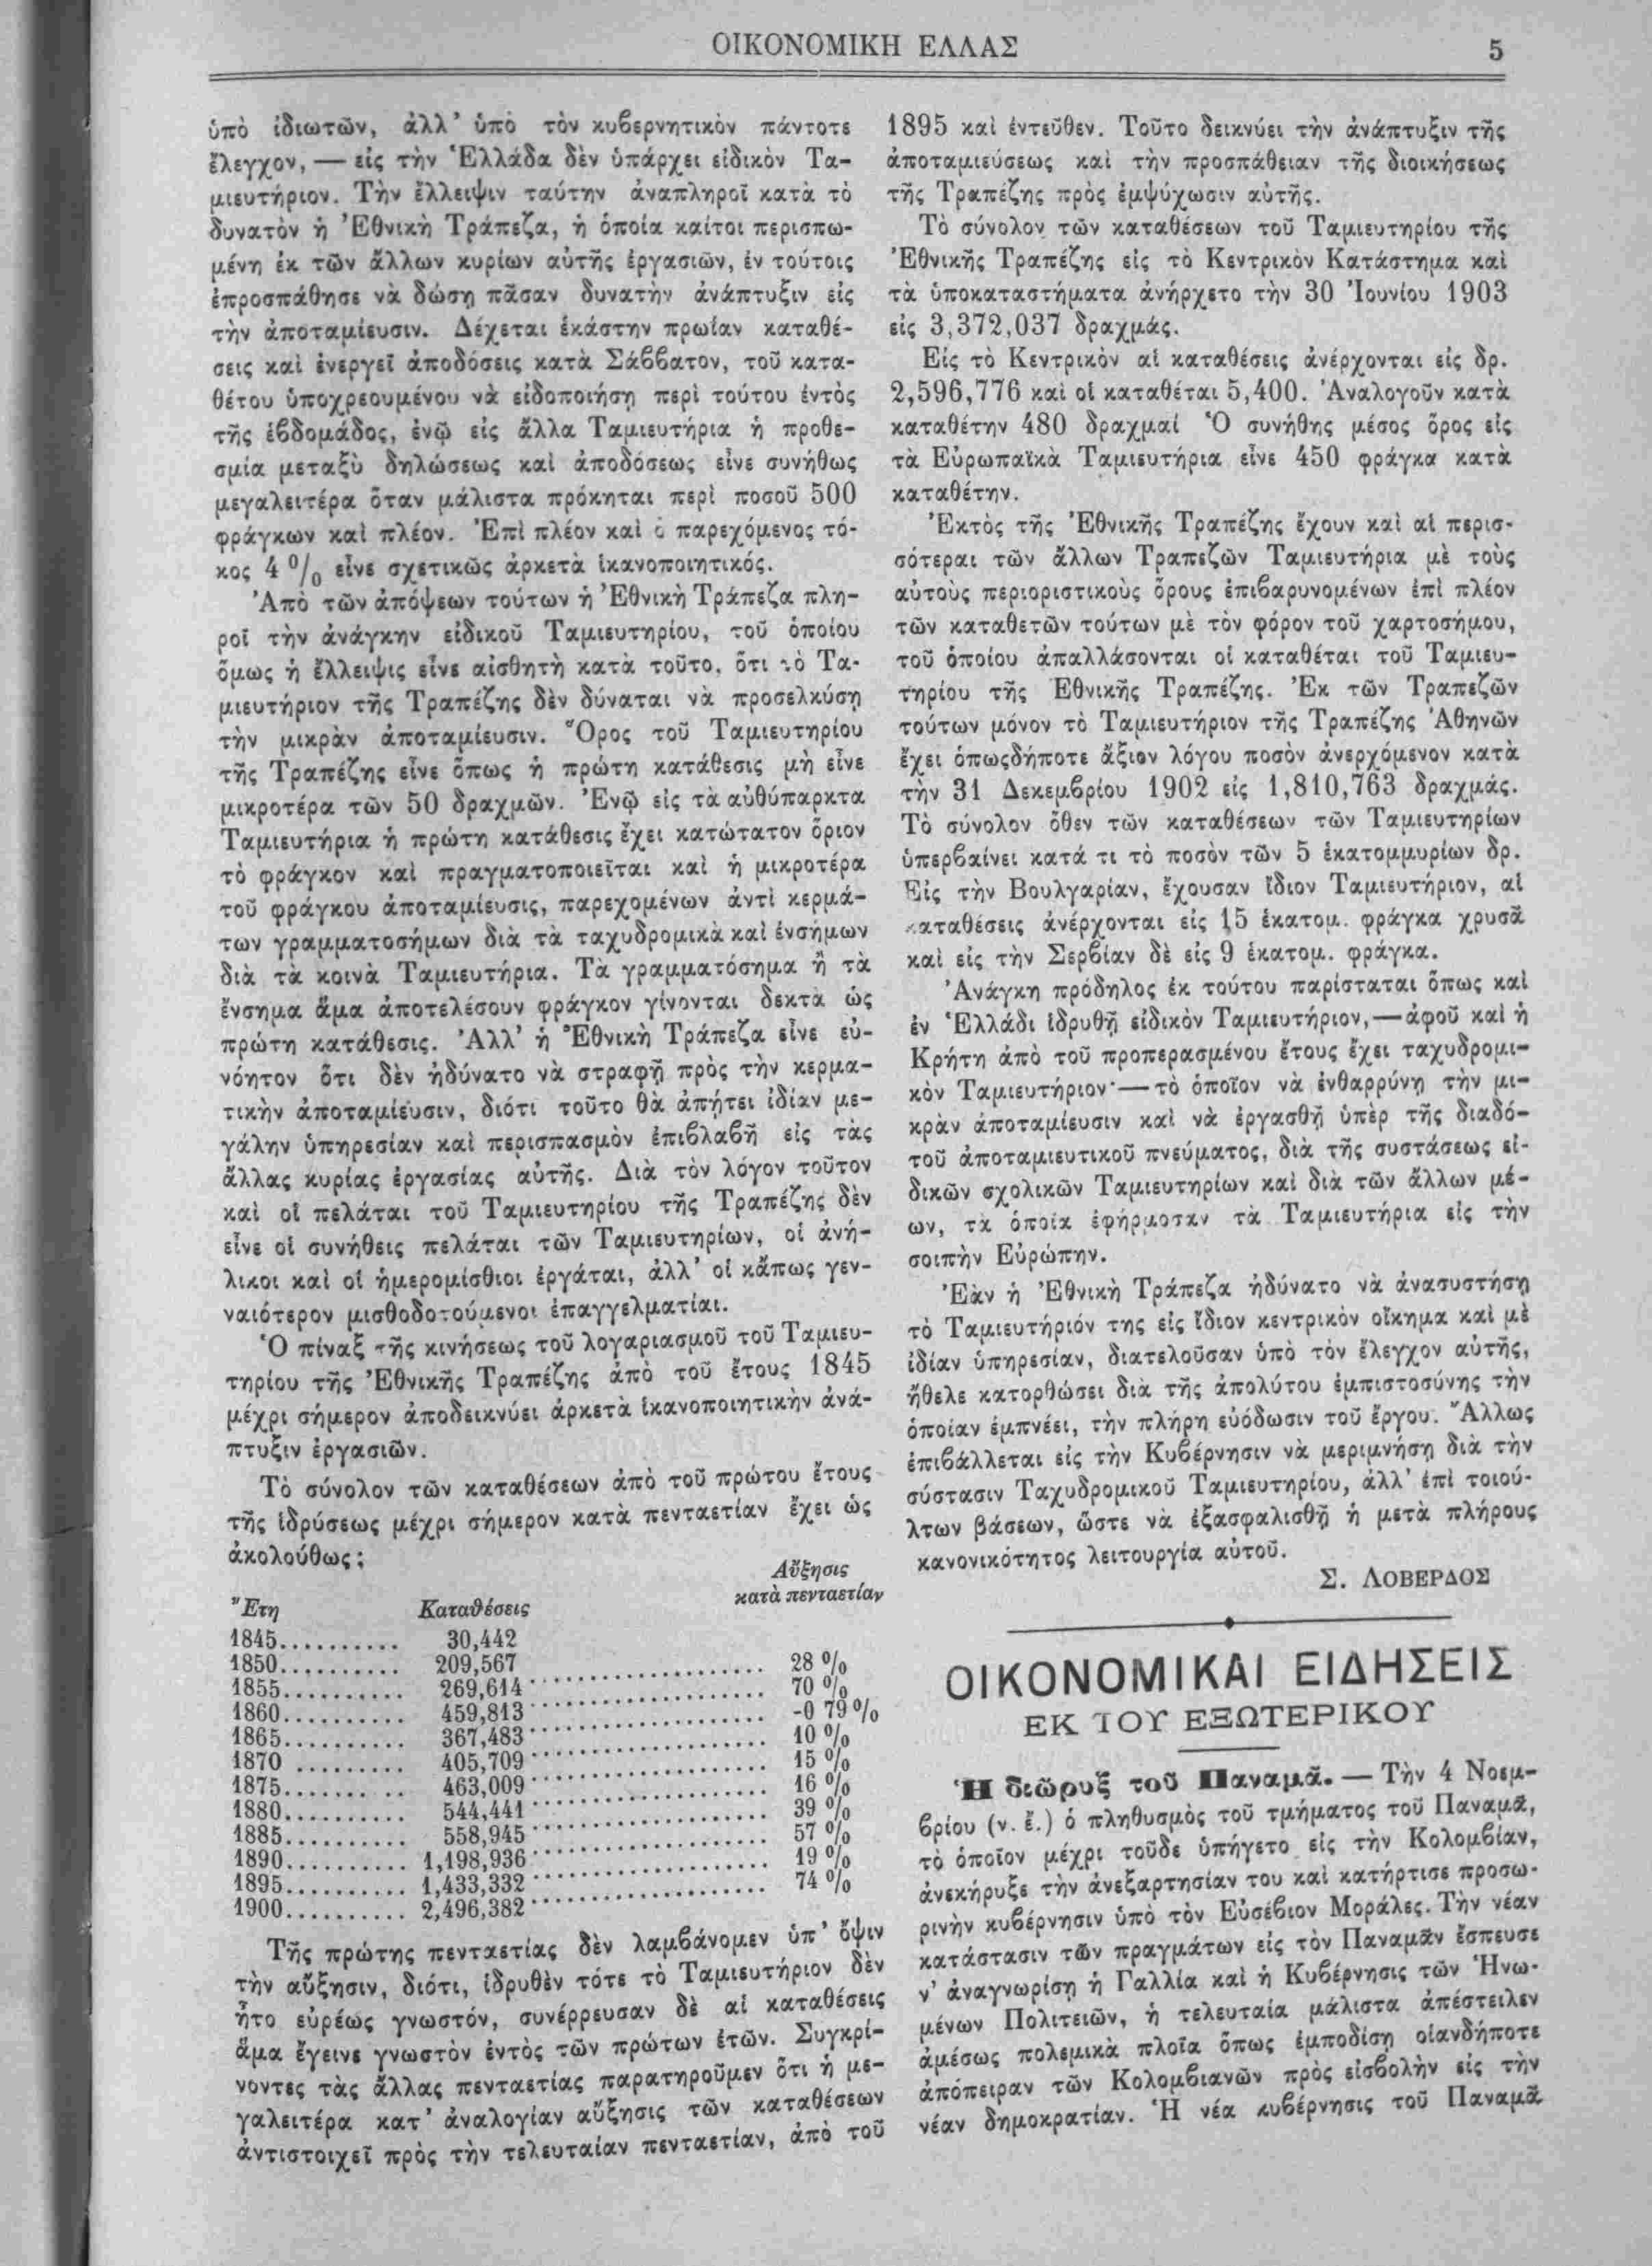 ΟΙΚΟΝΟΜΙΚΗ ΕΛΛΑΣ
5
ὑπὸ ἰδιωτῶν, ἀλλ' ὑπὸ τὸν κυβερνητικὸν πάντοτε
ἔλεγχον, — εἰς τὴν Ἑλλάδα δὲν ὑπάρχει εἰδικὸν Τα-
μιευτήριον. Τὴν ἔλλειψιν ταύτην ἀναπληροῖ κατὰ τὸ
δυνατὸν ἡ Ἐθνικὴ Τράπεζα, ἡ ὁποία καίτοι περισπω-
μένη ἐκ τῶν ἄλλων κυρίων αὐτῆς ἐργασιῶν, ἐν τούτοις
ἐπροσπάθησε νὰ δώσῃ πᾶσαν δυνατὴν ἀνάπτυξιν εἰς
τὴν ἀποταμίευσιν. Δέχεται ἑκάστην πρωΐαν καταθέ-
σεις καὶ ἐνεργεῖ ἀποδόσεις κατὰ Σάββατον, τοῦ κατα-
θέτου ὑποχρεουμένου νὰ εἰδοποιήσῃ περὶ τούτου ἐντὸς
τῆς ἑβδομάδος, ἐνῷ εἰς ἄλλα Ταμιευτήρια ἡ προθε-
σμία μεταξὺ δηλώσεως καὶ ἀποδόσεως εἶνε συνήθως
μεγαλειτέρα ὅταν μάλιστα πρόκηται περὶ ποσοῦ 500
φράγκων καὶ πλέον. Ἐπὶ πλέον καὶ ὁ παρεχόμενος τό-
κος 4 % εἶνε σχετικῶς ἀρκετὰ ἱκανοποιητικός.
Ἀπὸ τῶν ἀπόψεων τούτων ἡ Ἐθνικὴ Τράπεζα πλη-
ροῖ τὴν ἀνάγκην εἰδικοῦ Ταμιευτηρίου, τοῦ ὁποίου
ὅμως ἡ ἔλλειψις εἶνε αἰσθητὴ κατὰ τοῦτο, ὅτι τὸ Τα-
μιευτήριον τῆς Τραπέζης δὲν δύναται νὰ προσελκύσῃ
τὴν μικρὰν ἀποταμίευσιν. Ὅρος τοῦ Ταμιευτηρίου
τῆς Τραπέζης εἶνε ὅπως ἡ πρώτη κατάθεσις μὴ εἶνε
μικροτέρα τῶν 50 δραχμῶν. Ἐνῷ εἰς τὰ αὐθύπαρκτα
Ταμιευτήρια ἡ πρώτη κατάθεσις ἔχει κατώτατον ὅριον
τὸ φράγκον καὶ πραγματοποιεῖται καὶ ἡ μικροτέρα
τοῦ φράγκου ἀποταμίευσις, παρεχομένων ἀντὶ κερμά-
των γραμματοσήμων διὰ τὰ ταχυδρομικὰ καὶ ἐνσήμων
διὰ τὰ κοινὰ Ταμιευτήρια. Τὰ γραμματόσημα ἢ τὰ
ἔνσημα ἅμα ἀποτελέσουν φράγκον γίνονται δεκτὰ ὡς
πρώτη κατάθεσις. Ἀλλ' ἡ Ἐθνικὴ Τράπεζα εἶνε εὐ-
νόητον ὅτι δὲν ἠδύνατο νὰ στραφῇ πρὸς τὴν κερμα-
τικὴν ἀποταμίευσιν, διότι τοῦτο θὰ ἀπῄτει ἰδίαν με-
γάλην ὑπηρεσίαν καὶ περισπασμὸν ἐπιβλαβῆ εἰς τὰς
ἄλλας κυρίας ἐργασίας αὐτῆς. Διὰ τὸν λόγον τοῦτον
καὶ οἱ πελάται τοῦ Ταμιευτηρίου τῆς Τραπέζης δὲν
εἶνε οἱ συνήθεις πελάται τῶν Ταμιευτηρίων, οἱ ἀνή-
λικοι καὶ οἱ ἡμερομίσθιοι ἐργάται, ἀλλ' οἱ κἄπως γεν-
ναιότερον μισθοδοτούμενοι ἐπαγγελματίαι.
Ὁ πίναξ τῆς κινήσεως τοῦ λογαριασμοῦ τοῦ Ταμιευ-
τηρίου τῆς Ἐθνικῆς Τραπέζης ἀπὸ τοῦ ἔτους 1845
μέχρι σήμερον ἀποδεικνύει ἀρκετὰ ἱκανοποιητικὴν ἀνά-
πτυξιν ἐργασιῶν.
Τὸ σύνολον τῶν καταθέσεων ἀπὸ τοῦ πρώτου ἔτους
τῆς ἱδρύσεως μέχρι σήμερον κατὰ πενταετίαν ἔχει ὡς
ἀκολούθως:
Αὔξησις
Ἔτη Καταθέσεις κατὰ πενταετίαν
1845.......... 30,442
1850.......... 209,567
1855.......... 269,614 .................... 28 %
1860.......... 459,813 .................... 70 %
1865.......... 367,483 .................... -0 79 %
1870 ......... 405,709 .................... 10 %
1875.......... 463,009 .................... 15 %
1880.......... 544,441 .................... 16 %
1885.......... 558,945 .................... 39 %
1890.......... 1,198,936 .................... 57 %
1895.......... 1,433,332 .................... 19 %
1900.......... 2,496,382 .................... 74 %
Τῆς πρώτης πενταετίας δὲν λαμβάνομεν ὑπ' ὄψιν
τὴν αὔξησιν, διότι, ἱδρυθὲν τότε τὸ Ταμιευτήριον δὲν
ἦτο εὐρέως γνωστόν, συνέρρευσαν δὲ αἱ καταθέσεις
ἅμα ἔγεινε γνωστὸν ἐντὸς τῶν πρώτων ἐτῶν. Συγκρί-
νοντες τὰς ἄλλας πενταετίας παρατηροῦμεν ὅτι ἡ με-
γαλειτέρα κατ' ἀναλογίαν αὔξησις τῶν καταθέσεων
ἀντιστοιχεῖ πρὸς τὴν τελευταίαν πενταετίαν, ἀπὸ τοῦ
1895 καὶ ἐντεῦθεν. Τοῦτο δεικνύει τὴν ἀνάπτυξιν τῆς
ἀποταμιεύσεως καὶ τὴν προσπάθειαν τῆς διοικήσεως
τῆς Τραπέζης πρὸς ἐμψύχωσιν αὐτῆς.
Τὸ σύνολον τῶν καταθέσεων τοῦ Ταμιευτηρίου τῆς
Ἐθνικῆς Τραπέζης εἰς τὸ Κεντρικὸν Κατάστημα καὶ
τὰ ὑποκαταστήματα ἀνήρχετο τὴν 30 Ἰουνίου 1903
εἰς 3,372,037 δραχμάς.
Εἰς τὸ Κεντρικὸν αἱ καταθέσεις ἀνέρχονται εἰς δρ.
2,596,776 καὶ οἱ καταθέται 5,400. Ἀναλογοῦν κατὰ
καταθέτην 480 δραχμαί Ὁ συνήθης μέσος ὅρος εἰς
τὰ Εὐρωπαϊκὰ Ταμιευτήρια εἶνε 450 φράγκα κατὰ
καταθέτην.
Ἐκτὸς τῆς Ἐθνικῆς Τραπέζης ἔχουν καὶ αἱ περισ-
σότεραι τῶν ἄλλων Τραπεζῶν Ταμιευτήρια μὲ τοὺς
αὐτοὺς περιοριστικοὺς ὅρους ἐπιβαρυνομένων ἐπὶ πλέον
τῶν καταθετῶν τούτων μὲ τὸν φόρον τοῦ χαρτοσήμου,
τοῦ ὁποίου ἀπαλλάσονται οἱ καταθέται τοῦ Ταμιευ-
τηρίου τῆς Ἐθνικῆς Τραπέζης. Ἐκ τῶν Τραπεζῶν
τούτων μόνον τὸ Ταμιευτήριον τῆς Τραπέζης Ἀθηνῶν
ἔχει ὁπωςδήποτε ἄξιον λόγου ποσὸν ἀνερχόμενον κατὰ
τὴν 31 Δεκεμβρίου 1902 εἰς 1,810,763 δραχμάς.
Τὸ σύνολον ὅθεν τῶν καταθέσεων τῶν Ταμιευτηρίων
ὑπερβαίνει κατά τι τὸ ποσὸν τῶν 5 ἑκατομμυρίων δρ.
Εἰς τὴν Βουλγαρίαν, ἔχουσαν ἴδιον Ταμιευτήριον, αἱ
καταθέσεις ἀνέρχονται εἰς 15 ἑκατομ. φράγκα χρυσᾶ
καὶ εἰς τὴν Σερβίαν δὲ εἰς 9 ἑκατομ. φράγκα.
Ἀνάγκη πρόδηλος ἐκ τούτου παρίσταται ὅπως καὶ
ἐν Ἑλλάδι ἱδρυθῇ εἰδικὸν Ταμιευτήριον,—ἀφοῦ καὶ ἡ
Κρήτη ἀπὸ τοῦ προπερασμένου ἔτους ἔχει ταχυδρομι-
κὸν Ταμιευτήριον·—τὸ ὁποῖον νὰ ἐνθαρρύνῃ τὴν μι-
κρὰν ἀποταμίευσιν καὶ νὰ ἐργασθῇ ὑπὲρ τῆς διαδό-
τοῦ ἀποταμιευτικοῦ πνεύματος, διὰ τῆς συστάσεως εἰ-
δικῶν σχολικῶν Ταμιευτηρίων καὶ διὰ τῶν ἄλλων μέ-
ων, τὰ ὁποῖα ἐφήρμοσαν τὰ Ταμιευτήρια εἰς τὴν
σοιπὴν Εὐρώπην.
Ἐὰν ἡ Ἐθνικὴ Τράπεζα ἠδύνατο νὰ ἀνασυστήσῃ
τὸ Ταμιευτήριόν της εἰς ἴδιον κεντρικὸν οἴκημα καὶ μὲ
ἰδίαν ὑπηρεσίαν, διατελοῦσαν ὑπὸ τὸν ἔλεγχον αὐτῆς,
ἤθελε κατορθώσει διὰ τῆς ἀπολύτου ἐμπιστοσύνης τὴν
ὁποίαν ἐμπνέει, τὴν πλήρη εὐόδωσιν τοῦ ἔργου. Ἄλλως
ἐπιβάλλεται εἰς τὴν Κυβέρνησιν νὰ μεριμνήσῃ διὰ τὴν
σύστασιν Ταχυδρομικοῦ Ταμιευτηρίου, ἀλλ' ἐπὶ τοιού-
λτων βάσεων, ὥστε νὰ ἐξασφαλισθῇ ἡ μετὰ πλήρους
κανονικότητος λειτουργία αὐτοῦ.
Σ. ΛΟΒΕΡΔΟΣ
ΟΙΚΟΝΟΜΙΚΑΙ ΕΙΔΗΣΕΙΣ
ΕΚ ΤΟΥ ΕΞΩΤΕΡΙΚΟΥ
Ἡ διῶρυξ τοῦ Παναμᾶ. — Τὴν 4 Νοεμ-
βρίου (ν. ἔ.) ὁ πληθυσμὸς τοῦ τμήματος τοῦ Παναμᾶ,
τὸ ὁποῖον μέχρι τοῦδε ὑπήγετο εἰς τὴν Κολομβίαν,
ἀνεκήρυξε τὴν ἀνεξαρτησίαν του καὶ κατήρτισε προσω-
ρινὴν κυβέρνησιν ὑπὸ τὸν Εὐσέβιον Μοράλες. Τὴν νέαν
κατάστασιν τῶν πραγμάτων εἰς τὸν Παναμᾶν ἔσπευσε
ν' ἀναγνωρίσῃ ἡ Γαλλία καὶ ἡ Κυβέρνησις τῶν Ἡνω-
μένων Πολιτειῶν, ἡ τελευταία μάλιστα ἀπέστειλεν
ἀμέσως πολεμικὰ πλοῖα ὅπως ἐμποδίσῃ οἱανδήποτε
ἀπόπειραν τῶν Κολομβιανῶν πρὸς εἰσβολὴν εἰς τὴν
νέαν δημοκρατίαν. Ἡ νέα κυβέρνησις τοῦ Παναμᾶ